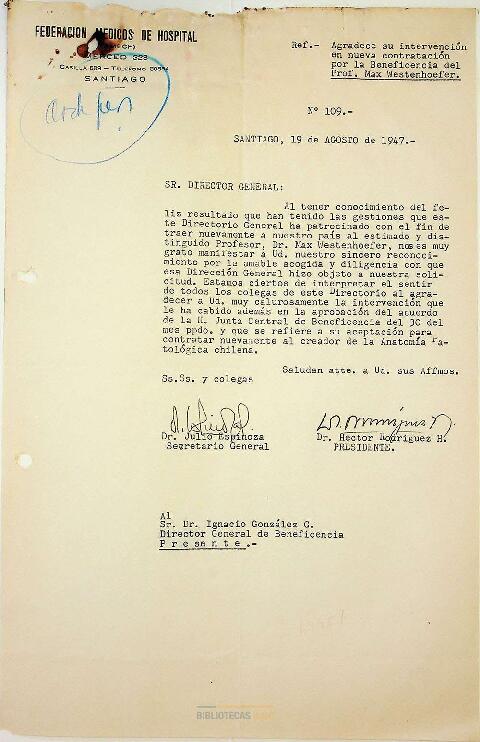 FEDERACION MEDICOS DE HOSPITAL
MERCED 322
CASILLA 599 - TELEFONO
SANTIAGO
Ref.- Agradece su intervención
en nueva contratación
por la Beneficencia del
Prof. Max Westenhoefer.
Nº 109.-
SANTIAGO, 19 de AGOSTO de 1947.-
SR. DIRECTOR GENERAL:
Al tener conocimiento del fe-
liz resultado que han tenido las gestiones que es-
te Directorio General ha patrocinado con el fin de
traer nuevamente a nuestro país al estimado y dis-
tinguido Profesor, Dr. Max Westenhoefer, nos es muy
grato manifestar a Ud. nuestro sincero reconoci-
miento por la amable acogida y diligencia con que
esa Dirección General hizo objeto a nuestra soli-
citud. Estamos ciertos de interpretar el sentir
de todos los colegas de este Directorio al agra-
decer a Ud. muy calurosamente la intervención que
le ha cabido además en la aprobación del acuerdo
de la H. Junta Central de Beneficencia del 30 del
mes ppdo. y que se refiere a su aceptación para
contratar nuevamente al creador de la Anatomía Pa-
tológica chilena.
Saludan atte. a Ud. sus Affmos.
Ss.Ss. y colegas
Dr. Julio Espinoza
Secretario General
Dr. Hector Rodriguez H.
PRESIDENTE.
Al
Sr. Dr. Ignacio González G.
Director General de Beneficencia
P r e s e n t e .-
BIBLIOTECAS